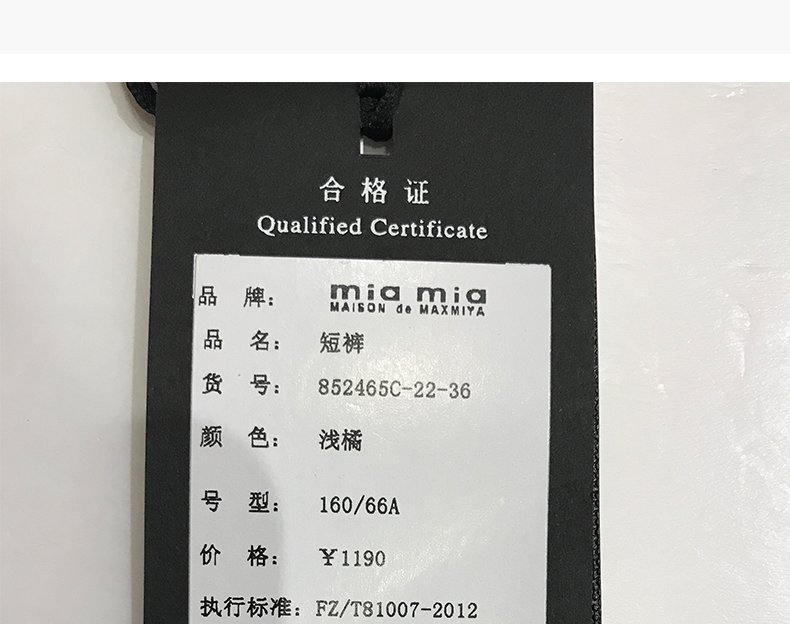 合格证
Qualified Certificate
品 牌: mia mia
MAISON de MAXMIYA
品 名: 短裤
货 号: 852465C-22-36
颜 色: 浅橘
号 型: 160/66A
价 格: ￥1190
执行标准: FZ/T81007-2012